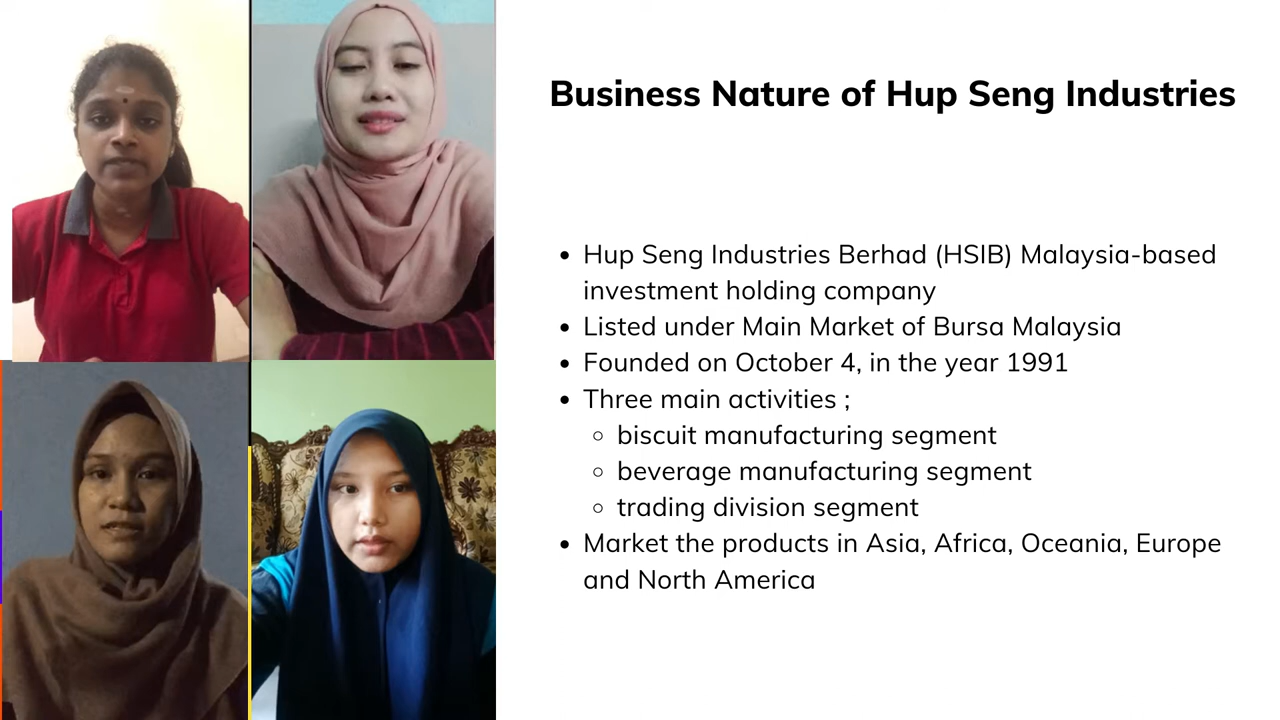 Business Nature of Hup Seng Industries
Hup Seng Industries Berhad (HSIB) Malaysia-based
investment holding company
Listed under Main Market of Bursa Malaysia
Founded on October 4, in the year 1991
Three main activities ;
biscuit manufacturing segment
beverage manufacturing segment
trading division segment
Market the products in Asia, Africa, Oceania, Europe
and North America